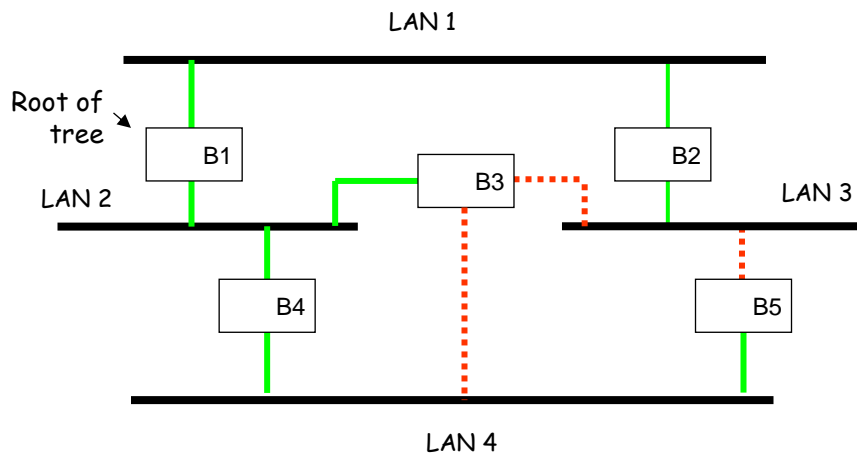 LAN 1
Root of
tree
B1
B2
B3
LAN 2
LAN 3
B4
B5
LAN 4